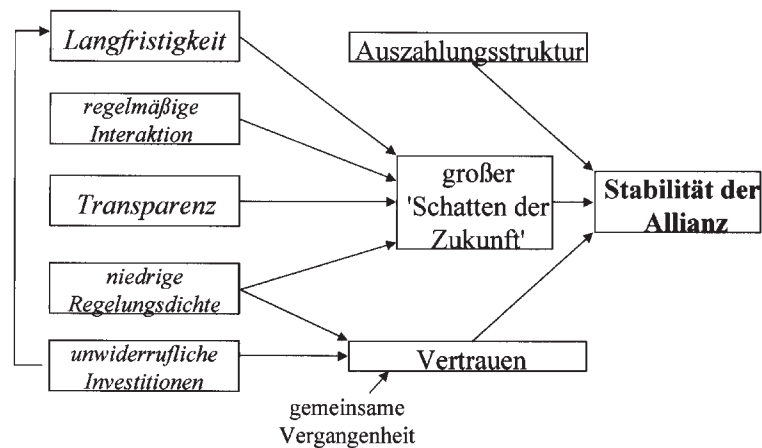 Langfristigkeit
Auszahlungsstruktur
regelmäßige
Interaktion
großer
'Schatten der
Zukunft'
Stabilität der
Allianz
Transparenz
niedrige
Regelungsdichte
unwiderrufliche
Investitionen
Vertrauen
gemeinsame
Vergangenheit